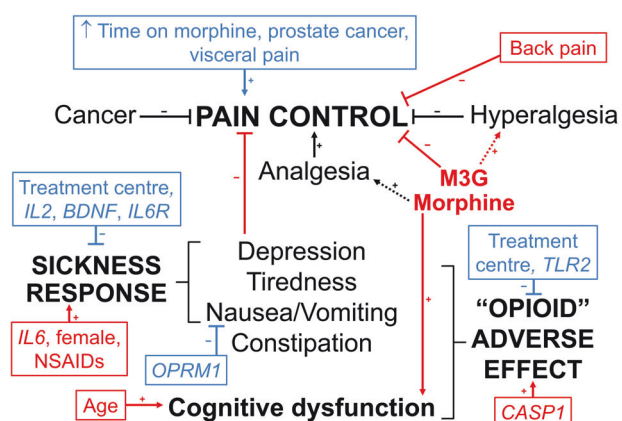 ↑ Time on morphine, prostate cancer,
visceral pain
Back pain
+
–
Cancer
–
PAIN CONTROL
–
Hyperalgesia
–
+
+
–
Analgesia
+
M3G
Morphine
Treatment centre,
IL2, BDNF, IL6R
–
SICKNESS
RESPONSE
+
IL6, female,
NSAIDs
Depression
Tiredness
Nausea/Vomiting
Constipation
–
OPRM1
+
Treatment
centre, TLR2
–
“OPIOID”
ADVERSE
EFFECT
+
CASP1
Age
+
Cognitive dysfunction